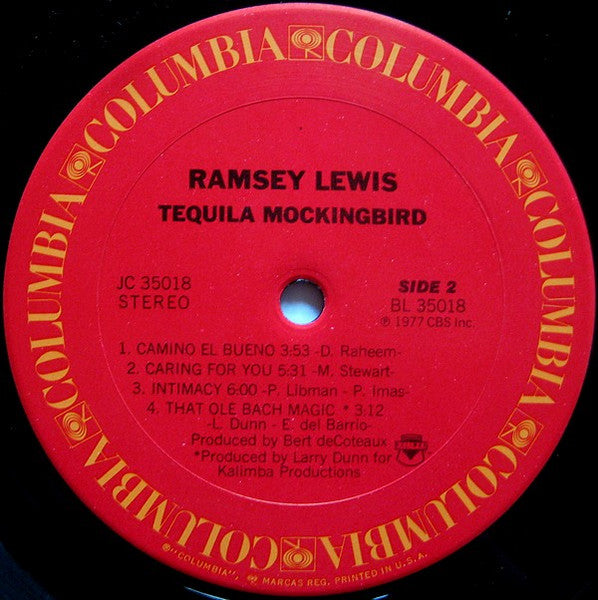 COLUMBIA COLUMBIA COLUMBIA COLUMBIA COLUMBIA COLUMBIA
RAMSEY LEWIS
TEQUILA MOCKINGBIRD
JC 35018
STEREO
SIDE 2
BL 35018
℗ 1977 CBS Inc.
1. CAMINO EL BUENO 3:53 -D. Raheem-
2. CARING FOR YOU 5:31 -M. Stewart-
3. INTIMACY 6:00 -P. Libman - P. Imas-
4. THAT OLE BACH MAGIC * 3:12
-L. Dunn - E. del Barrio-
Produced by Bert deCoteaux
*Produced by Larry Dunn for
Kalimba Productions
®"COLUMBIA", MARCAS REG. PRINTED IN U.S.A.